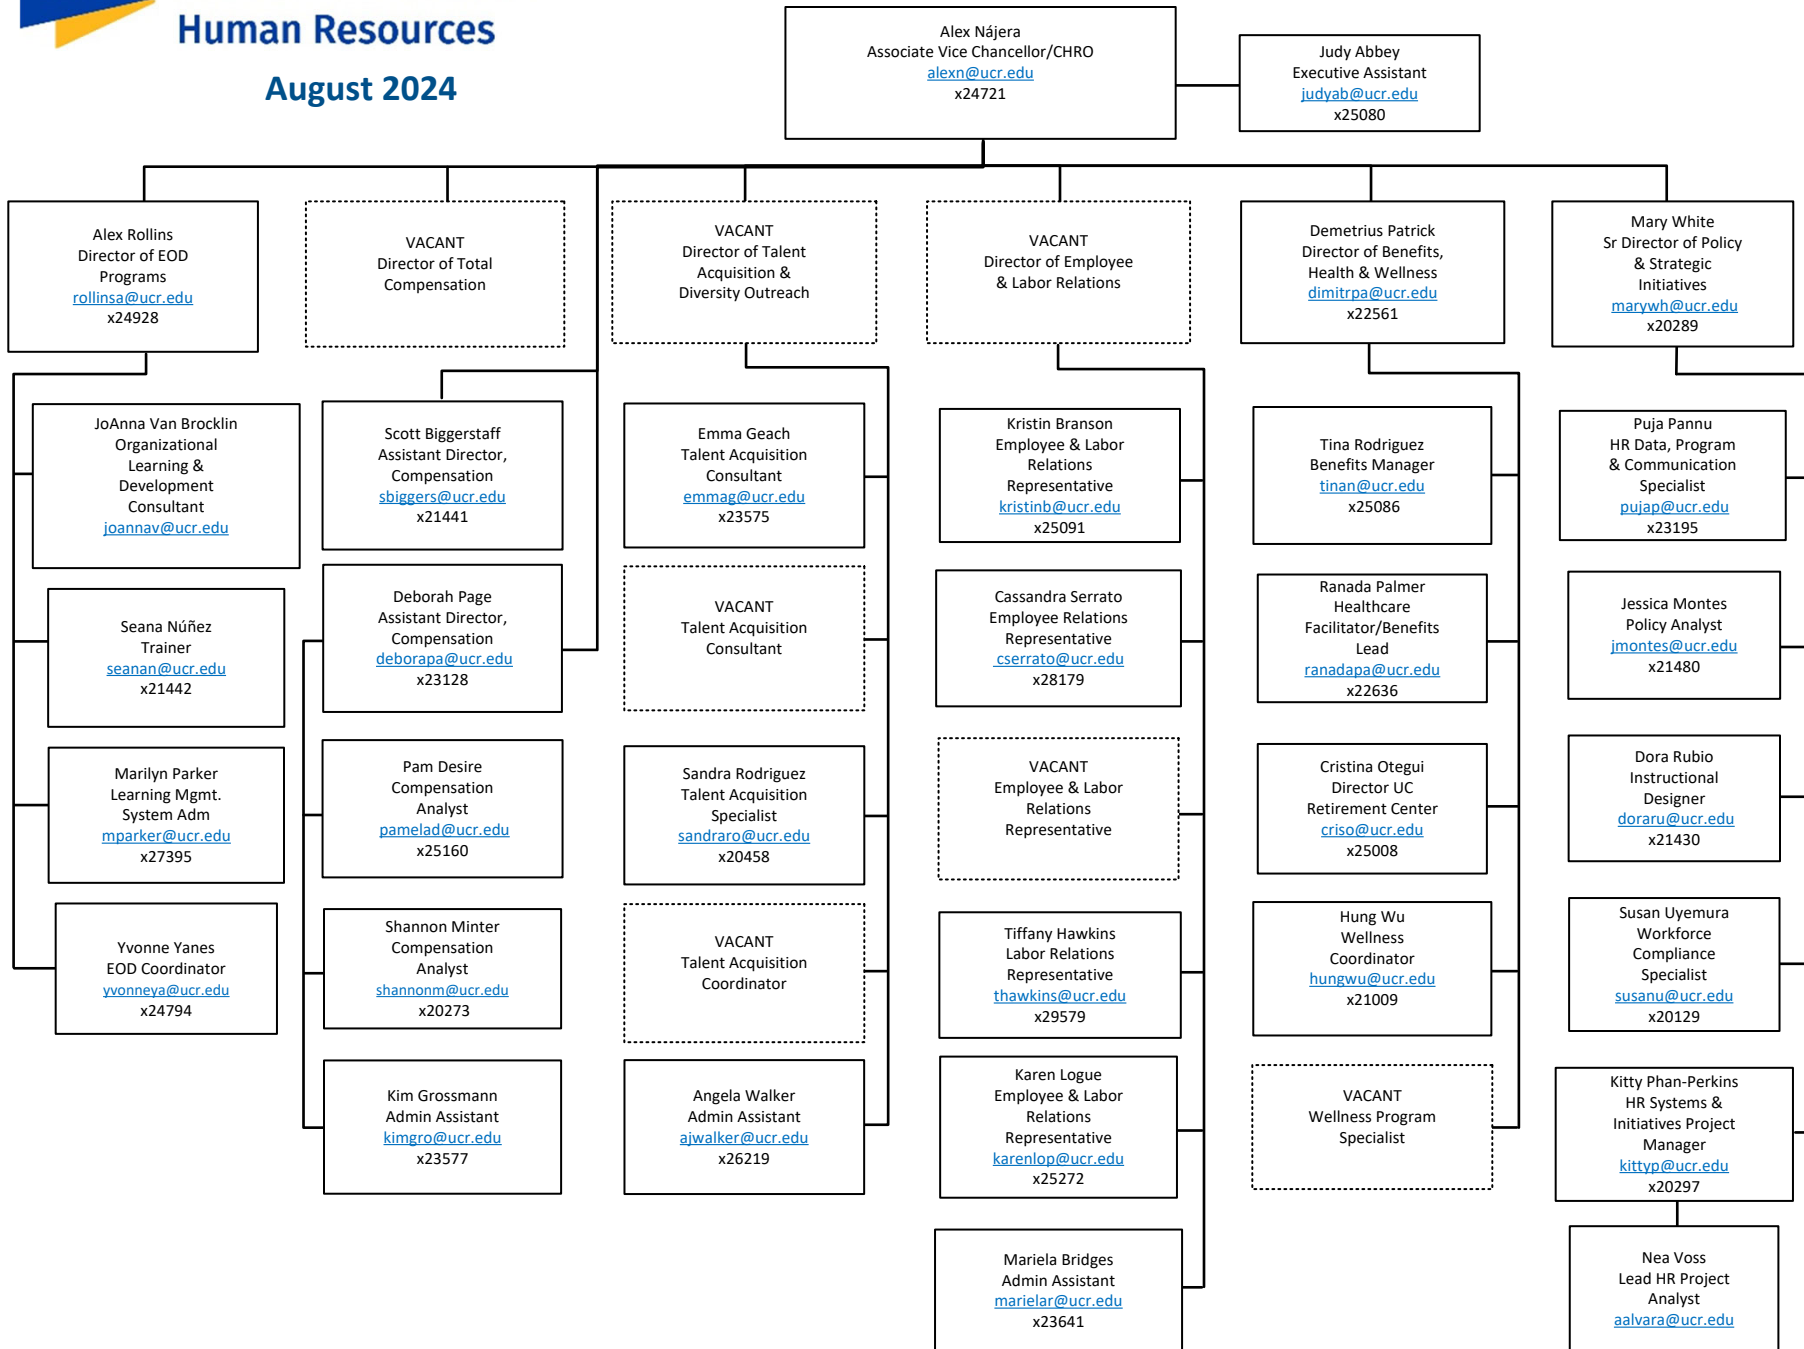 Human Resources
August 2024
Alex Nájera
Associate Vice Chancellor/CHRO
alexn@ucr.edu
x24721
Judy Abbey
Executive Assistant
judyab@ucr.edu
x25080
Alex Rollins
Director of EOD
Programs
rollinsa@ucr.edu
x24928
VACANT
Director of Total
Compensation
VACANT
Director of Talent
Acquisition &
Diversity Outreach
VACANT
Director of Employee
& Labor Relations
Demetrius Patrick
Director of Benefits,
Health & Wellness
dimitrpa@ucr.edu
x22561
Mary White
Sr Director of Policy
& Strategic
Initiatives
marywh@ucr.edu
x20289
JoAnna Van Brocklin
Organizational
Learning &
Development
Consultant
joannav@ucr.edu
Seana Núñez
Trainer
seanan@ucr.edu
x21442
Marilyn Parker
Learning Mgmt.
System Adm
mparker@ucr.edu
x27395
Yvonne Yanes
EOD Coordinator
yvonneya@ucr.edu
x24794
Scott Biggerstaff
Assistant Director,
Compensation
sbiggers@ucr.edu
x21441
Deborah Page
Assistant Director,
Compensation
deborapa@ucr.edu
x23128
Pam Desire
Compensation
Analyst
pamelad@ucr.edu
x25160
Shannon Minter
Compensation
Analyst
shannonm@ucr.edu
x20273
Kim Grossmann
Admin Assistant
kimgro@ucr.edu
x23577
Emma Geach
Talent Acquisition
Consultant
emmag@ucr.edu
x23575
VACANT
Talent Acquisition
Consultant
Sandra Rodriguez
Talent Acquisition
Specialist
sandraro@ucr.edu
x20458
VACANT
Talent Acquisition
Coordinator
Angela Walker
Admin Assistant
ajwalker@ucr.edu
x26219
Kristin Branson
Employee & Labor
Relations
Representative
kristinb@ucr.edu
x25091
Cassandra Serrato
Employee Relations
Representative
cserrato@ucr.edu
x28179
VACANT
Employee & Labor
Relations
Representative
Tiffany Hawkins
Labor Relations
Representative
thawkins@ucr.edu
x29579
Karen Logue
Employee & Labor
Relations
Representative
karenlop@ucr.edu
x25272
Mariela Bridges
Admin Assistant
marielar@ucr.edu
x23641
Tina Rodriguez
Benefits Manager
tinan@ucr.edu
x25086
Ranada Palmer
Healthcare
Facilitator/Benefits
Lead
ranadapa@ucr.edu
x22636
Cristina Otegui
Director UC
Retirement Center
criso@ucr.edu
x25008
Hung Wu
Wellness
Coordinator
hungwu@ucr.edu
x21009
VACANT
Wellness Program
Specialist
Puja Pannu
HR Data, Program
& Communication
Specialist
pujap@ucr.edu
x23195
Jessica Montes
Policy Analyst
jmontes@ucr.edu
x21480
Dora Rubio
Instructional
Designer
doraru@ucr.edu
x21430
Susan Uyemura
Workforce
Compliance
Specialist
susanu@ucr.edu
x20129
Kitty Phan-Perkins
HR Systems &
Initiatives Project
Manager
kittyp@ucr.edu
x20297
Nea Voss
Lead HR Project
Analyst
aalvara@ucr.edu